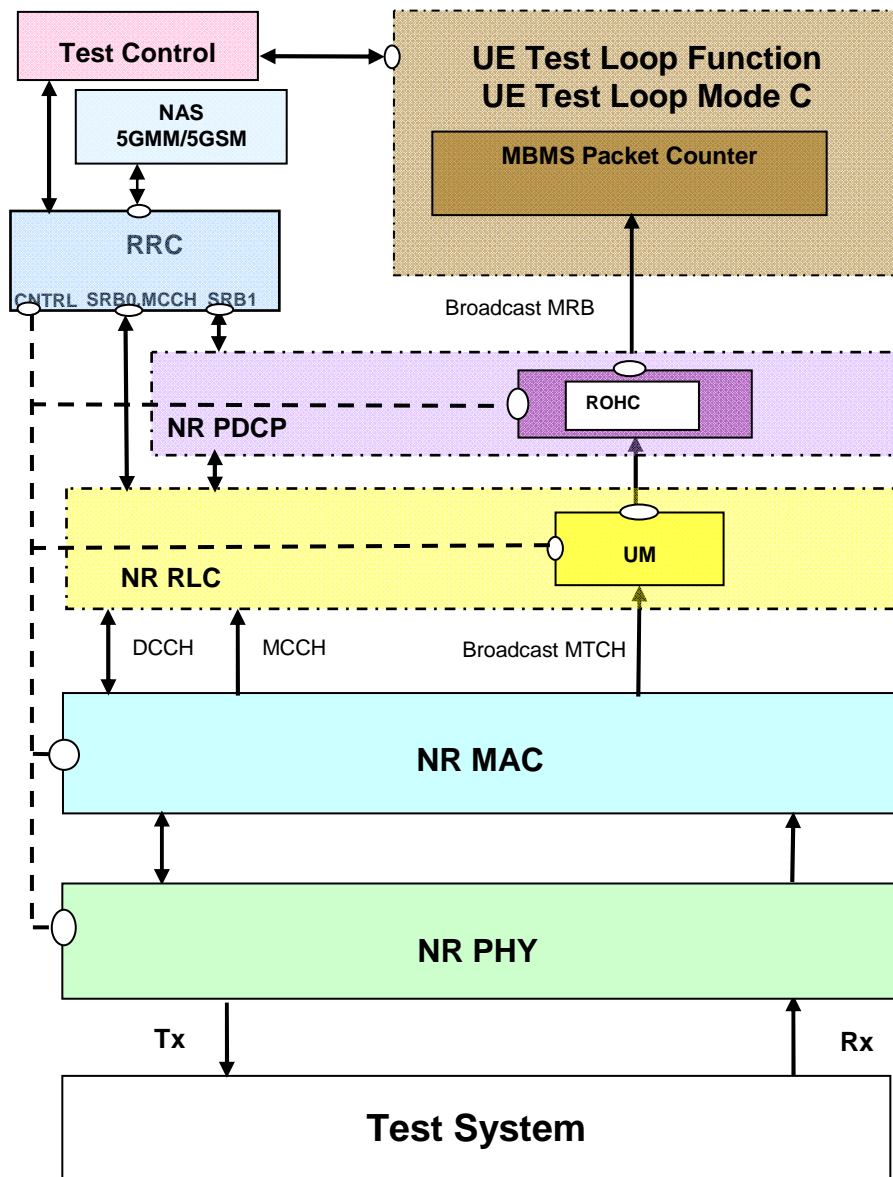 Test Control
UE Test Loop Function
UE Test Loop Mode C
NAS
5GMM/5GSM
MBMS Packet Counter
RRC
CNTRL SRB0,MCCH SRB1
Broadcast MRB
ROHC
NR PDCP
UM
NR RLC
DCCH
MCCH
Broadcast MTCH
NR MAC
NR PHY
Tx
Rx
Test System